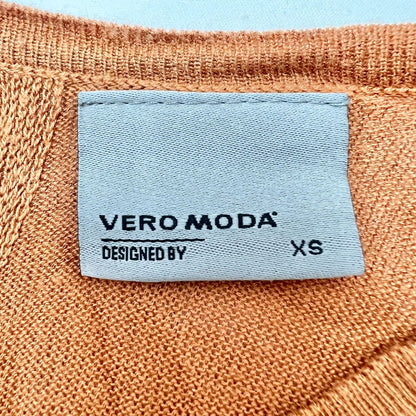 VERO MODA
DESIGNED BY
XS